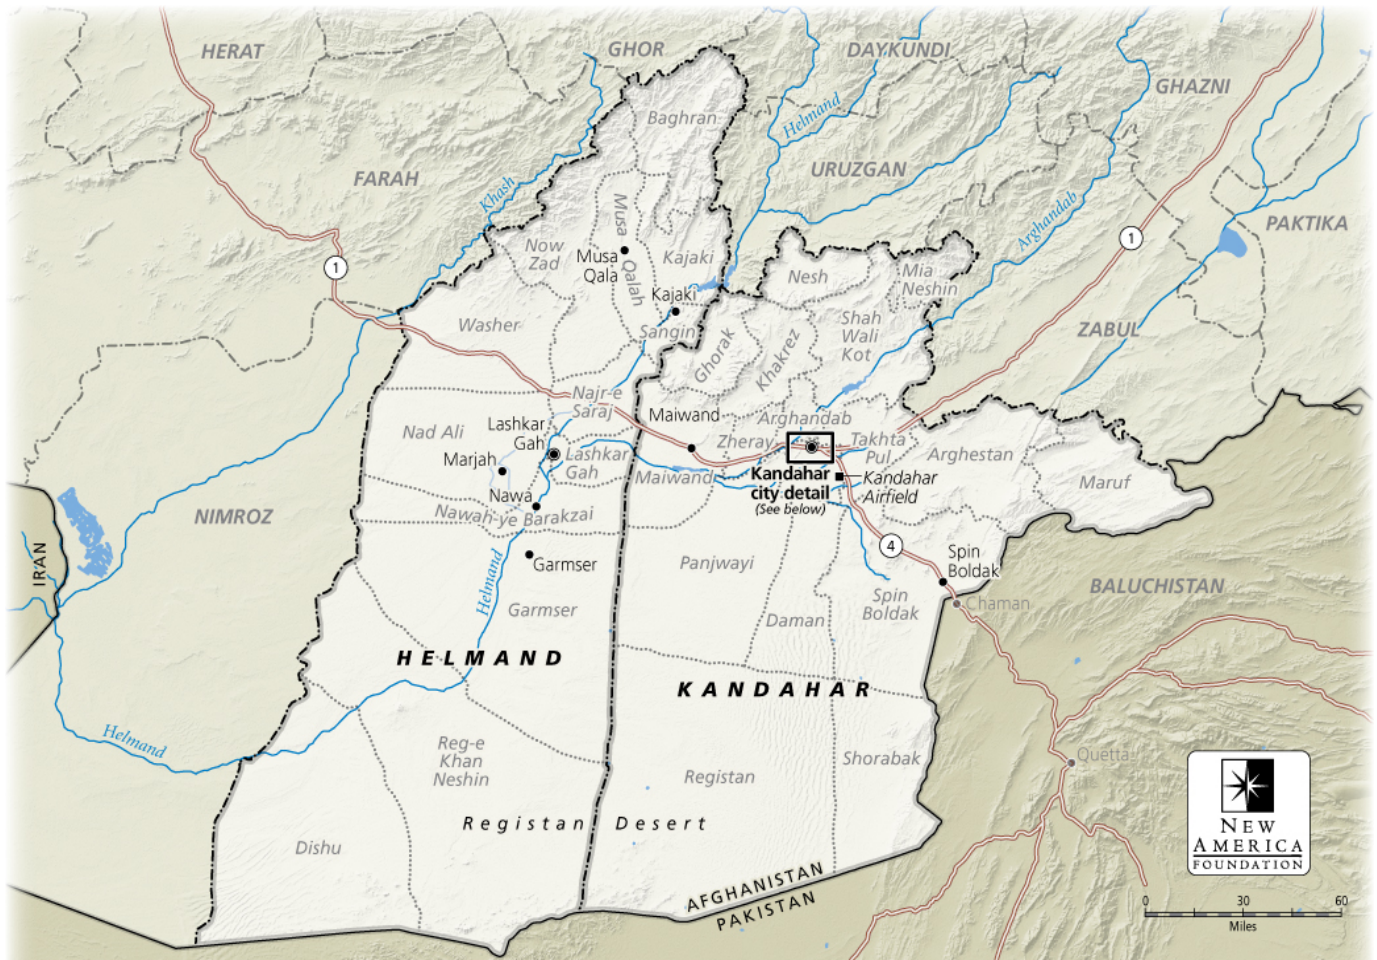 HERAT
GHOR
DAYKUNDI
GHAZNI
Baghran
Helmand
FARAH
Khash
URUZGAN
Musa
Qalah
Arghandab
PAKTIKA
1
1
Now
Zad
Musa
Qala
Kajaki
Kajaki
Nesh
Mia
Neshin
Washer
Sangin
Ghorak
Khakrez
Shah
Wali
Kot
ZABUL
Najr-e
Saraj
Maiwand
Arghandab
Nad Ali
Lashkar
Gah
Marjah
Lashkar
Gah
Zheray
Takhta
Pul
Arghestan
Maruf
Maiwand
Kandahar
city detail
(See below)
Kandahar
Airfield
Nawa
Nawah-ye Barakzai
NIMROZ
IRAN
Helmand
Garmser
Garmser
Panjwayi
4
Spin
Boldak
Chaman
BALUCHISTAN
Daman
Spin
Boldak
HELMAND
KANDAHAR
Helmand
Reg-e
Khan
Neshin
Registan
Shorabak
Quetta
Registan Desert
Dishu
AFGHANISTAN
PAKISTAN
NEW
AMERICA
FOUNDATION
0 30 60
Miles